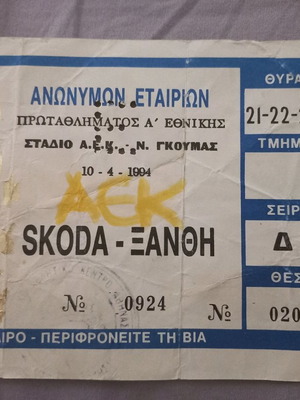 ΑΝΩΝΥΜΩΝ ΕΤΑΙΡΙΩΝ
ΠΡΩΤΑΘΛΗΜΑΤΟΣ Α' ΕΘΝΙΚΗΣ
ΣΤΑΔΙΟ Α.Ε.Κ. - Ν. ΓΚΟΥΜΑΣ
10 - 4 - 1994
ΑΕΚ
SKODA - ΞΑΝΘΗ
№ 0924
ΘΥΡΑ
21-22-
ΤΜΗΜ
ΣΕΙΡ
Δ
ΘΕΣ
№ 020
ΑΙΡΟ - ΠΕΡΙΦΡΟΝΕΙΤΕ ΤΗ ΒΙΑ